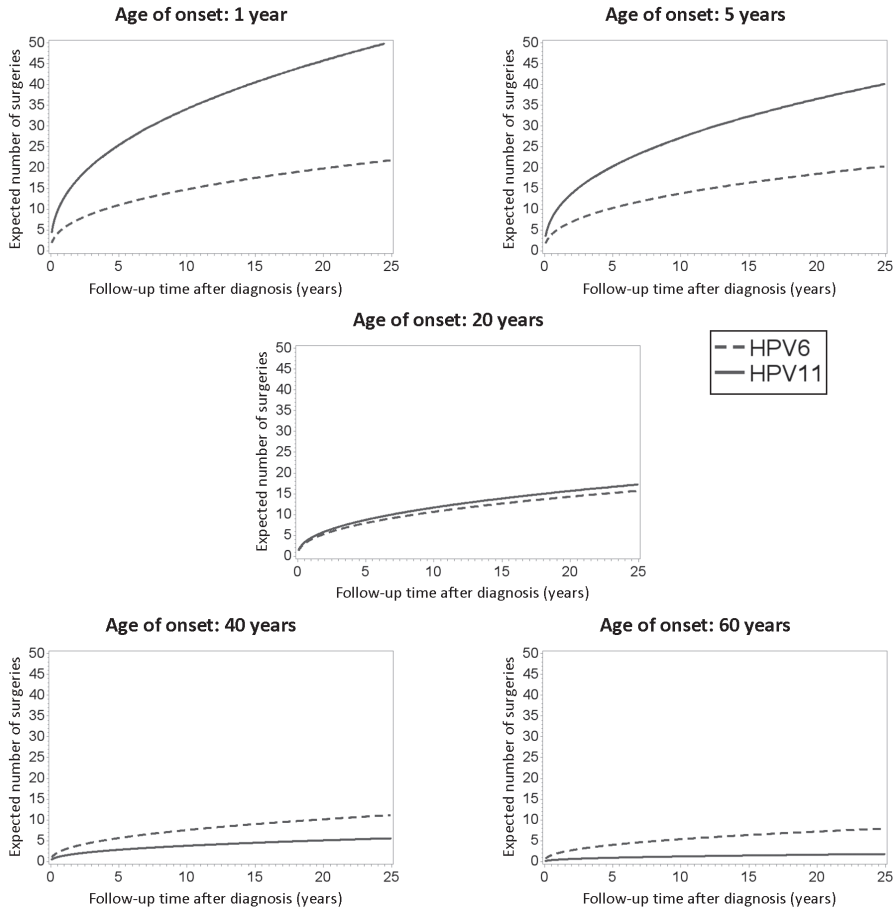 Age of onset: 1 year
Expected number of surgeries
50
45
40
35
30
25
20
15
10
5
0
0 5 10 15 20 25
Follow-up time after diagnosis (years)
Age of onset: 5 years
Expected number of surgeries
50
45
40
35
30
25
20
15
10
5
0
0 5 10 15 20 25
Follow-up time after diagnosis (years)
Age of onset: 20 years
Expected number of surgeries
50
45
40
35
30
25
20
15
10
5
0
0 5 10 15 20 25
Follow-up time after diagnosis (years)
HPV6
HPV11
Age of onset: 40 years
Expected number of surgeries
50
45
40
35
30
25
20
15
10
5
0
0 5 10 15 20 25
Follow-up time after diagnosis (years)
Age of onset: 60 years
Expected number of surgeries
50
45
40
35
30
25
20
15
10
5
0
0 5 10 15 20 25
Follow-up time after diagnosis (years)